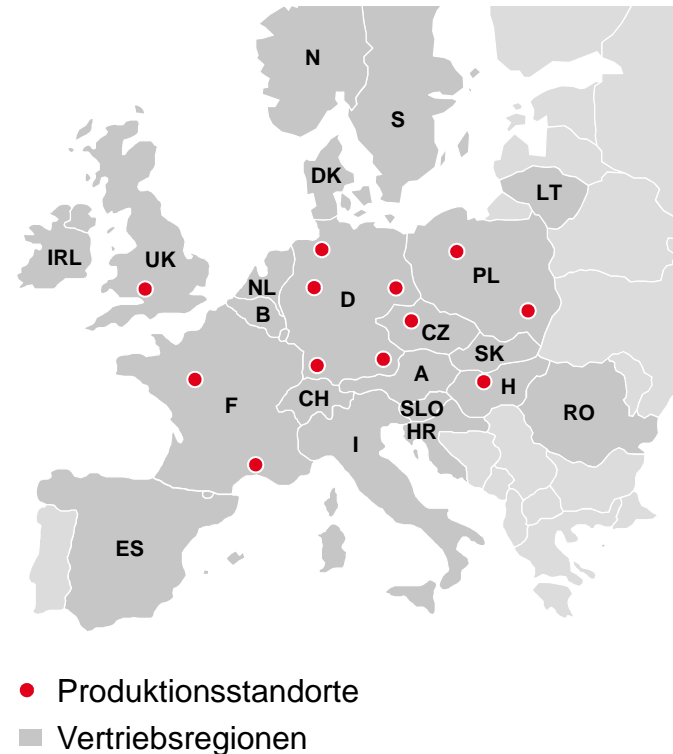 N
S
DK
LT
IRL
UK
NL
D
PL
B
CZ
SK
A
H
CH
F
SLO
RO
HR
I
ES
Produktionsstandorte
Vertriebsregionen